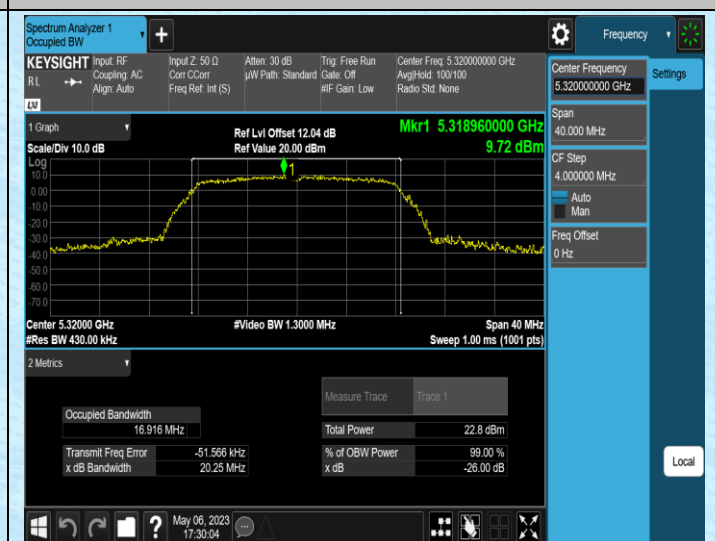 Spectrum Analyzer 1
Occupied BW
+
Frequency
KEYSIGHT
RL
LXI
Input: RF
Coupling: AC
Align: Auto
Input Z: 50 Ω
Corr CCorr
Freq Ref: Int (S)
Atten: 30 dB
µW Path: Standard
Trig: Free Run
Gate: Off
#IF Gain: Low
Center Freq: 5.320000000 GHz
Avg|Hold: 100/100
Radio Std: None
Center Frequency
5.320000000 GHz
Settings
Span
40.000 MHz
CF Step
4.000000 MHz
Auto
Man
Freq Offset
0 Hz
1 Graph
Scale/Div 10.0 dB
Ref Lvl Offset 12.04 dB
Ref Value 20.00 dBm
Mkr1 5.318960000 GHz
9.72 dBm
Log
10.0
0.00
-10.0
-20.0
-30.0
-40.0
-50.0
-60.0
-70.0
1
Center 5.32000 GHz
#Res BW 430.00 kHz
#Video BW 1.3000 MHz
Span 40 MHz
Sweep 1.00 ms (1001 pts)
2 Metrics
Measure Trace Trace 1
Occupied Bandwidth
16.916 MHz
Total Power 22.8 dBm
Transmit Freq Error -51.566 kHz
% of OBW Power 99.00 %
x dB Bandwidth 20.25 MHz
x dB -26.00 dB
Local
?
May 06, 2023
17:30:04